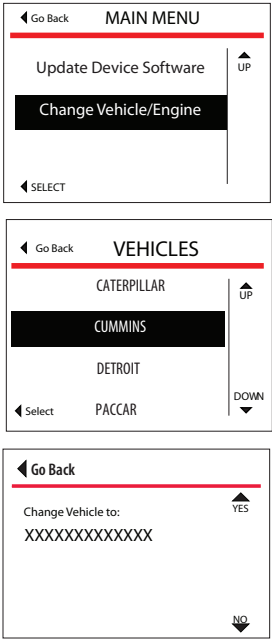 Go Back MAIN MENU
Update Device Software
UP
Change Vehicle/Engine
SELECT
Go Back VEHICLES
CATERPILLAR
UP
CUMMINS
DETROIT
DOWN
Select PACCAR
Go Back
Change Vehicle to:
YES
XXXXXXXXXXXXX
NO